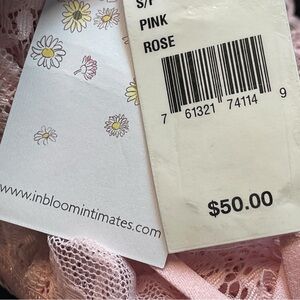 S/P
PINK
ROSE
7 61321 74114 9
$50.00
www.inbloomintimates.com